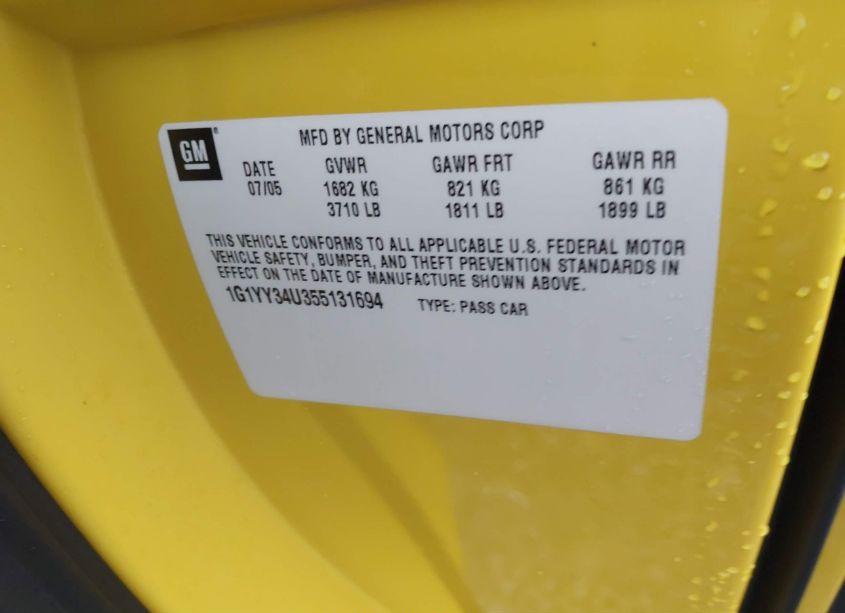 GM ®
MFD BY GENERAL MOTORS CORP
DATE GVWR GAWR FRT GAWR RR
07/05 1682 KG 821 KG 861 KG
3710 LB 1811 LB 1899 LB
THIS VEHICLE CONFORMS TO ALL APPLICABLE U.S. FEDERAL MOTOR
VEHICLE SAFETY, BUMPER, AND THEFT PREVENTION STANDARDS IN
EFFECT ON THE DATE OF MANUFACTURE SHOWN ABOVE.
1G1YY34U355131694 TYPE: PASS CAR